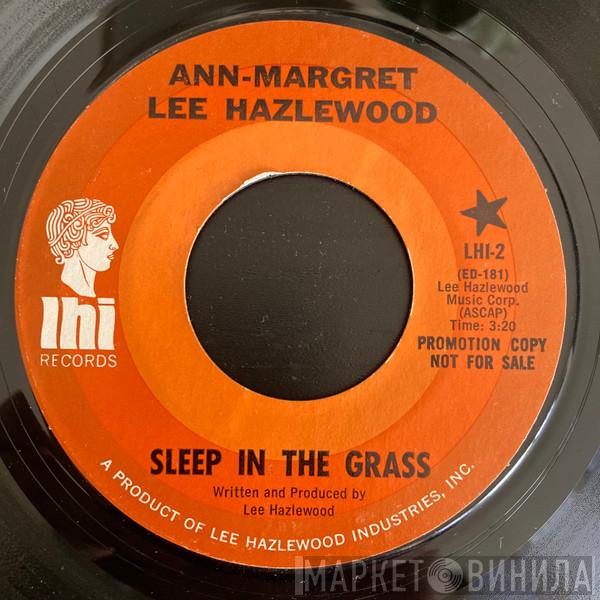 ANN-MARGRET
LEE HAZLEWOOD
lhi
RECORDS
LHI-2
(ED-181)
Lee Hazlewood
Music Corp.
(ASCAP)
Time: 3:20
PROMOTION COPY
NOT FOR SALE
SLEEP IN THE GRASS
Written and Produced by
Lee Hazlewood
A PRODUCT OF LEE HAZLEWOOD INDUSTRIES, INC.
МАРКЕТ ВИНИЛА